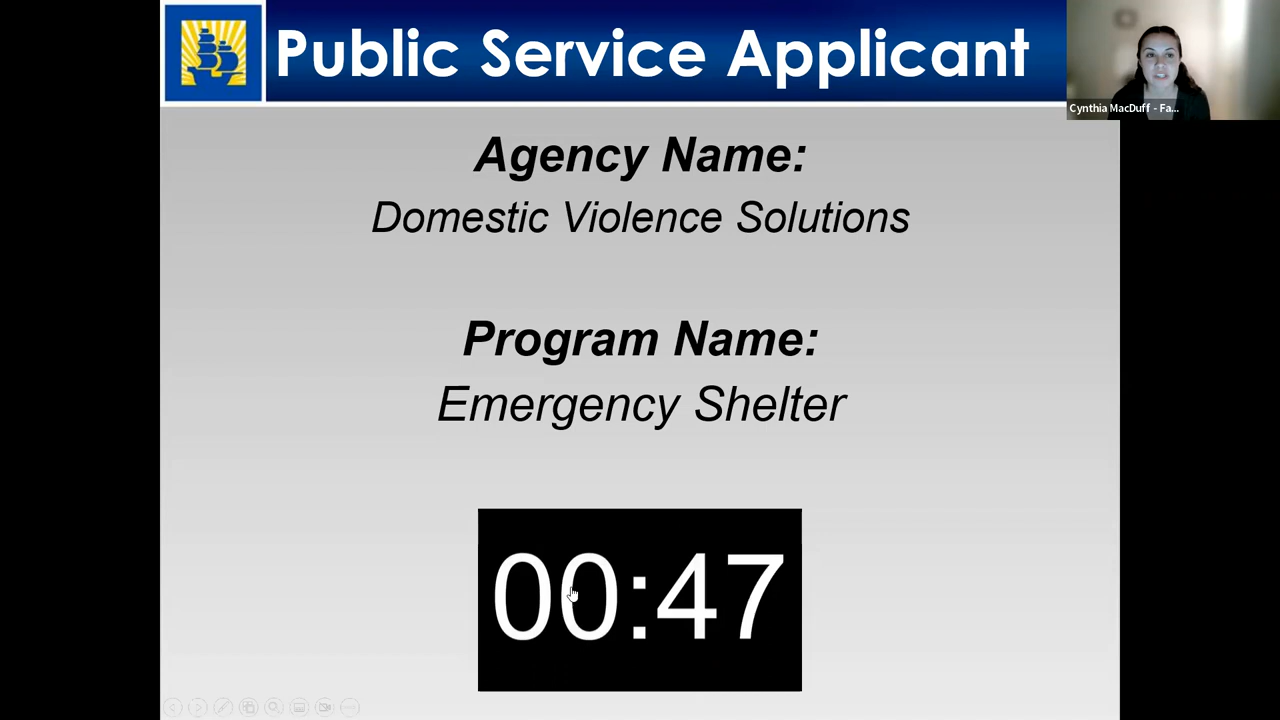 Public Service Applicant
Cynthia MacDuff - Fa...
Agency Name:
Domestic Violence Solutions
Program Name:
Emergency Shelter
00:47